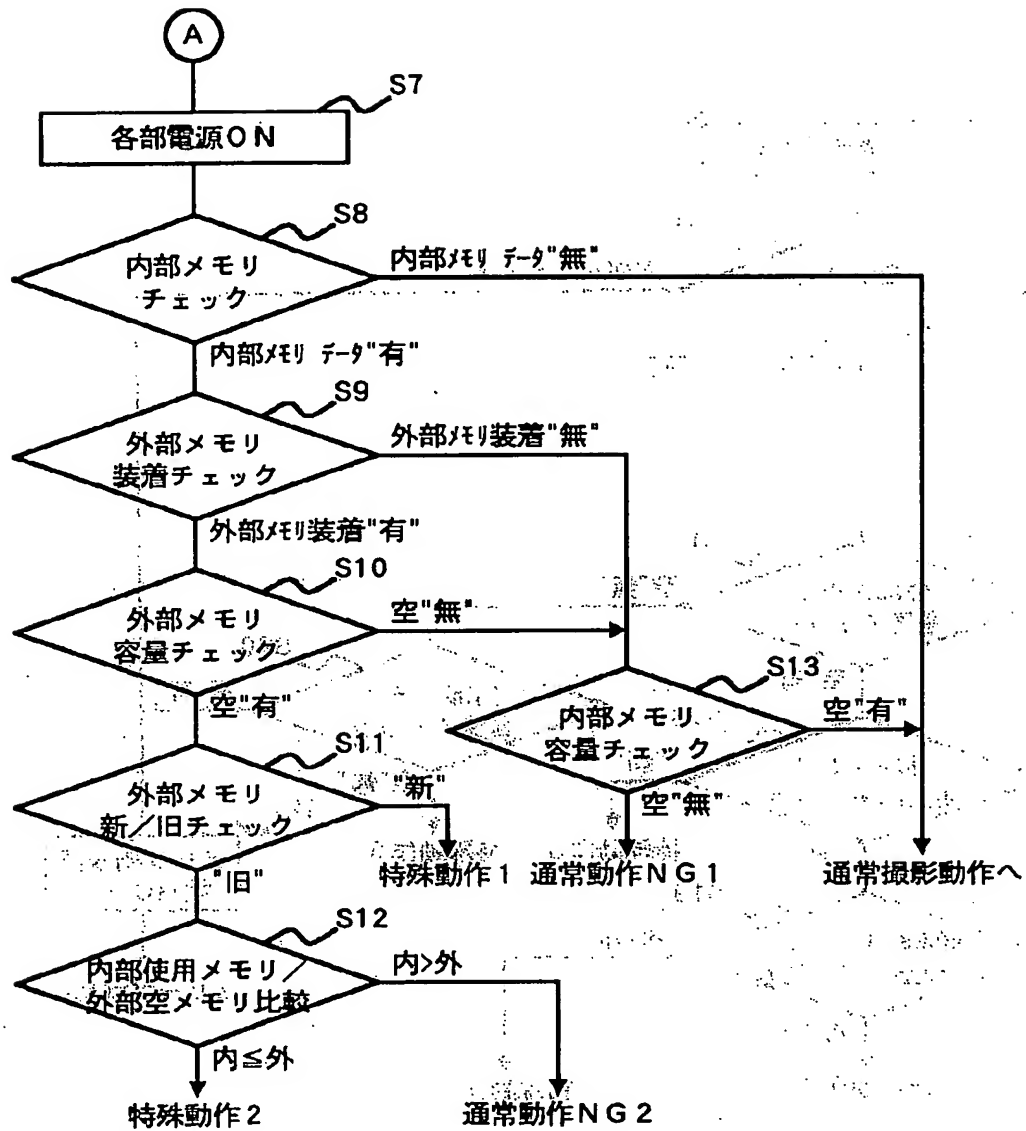 A
S7
各部電源ON
S8
内部メモリ
チェック
内部ﾒﾓﾘ ﾃﾞｰﾀ"無"
内部ﾒﾓﾘ ﾃﾞｰﾀ"有"
S9
外部メモリ
装着チェック
外部ﾒﾓﾘ装着"無"
外部ﾒﾓﾘ装着"有"
S10
外部メモリ
容量チェック
空"無"
空"有"
S13
内部メモリ
容量チェック
空"有"
空"無"
S11
外部メモリ
新／旧チェック
"新"
"旧"
特殊動作1
通常動作NG1
通常撮影動作へ
S12
内部使用メモリ／
外部空メモリ比較
内>外
内≦外
特殊動作2
通常動作NG2